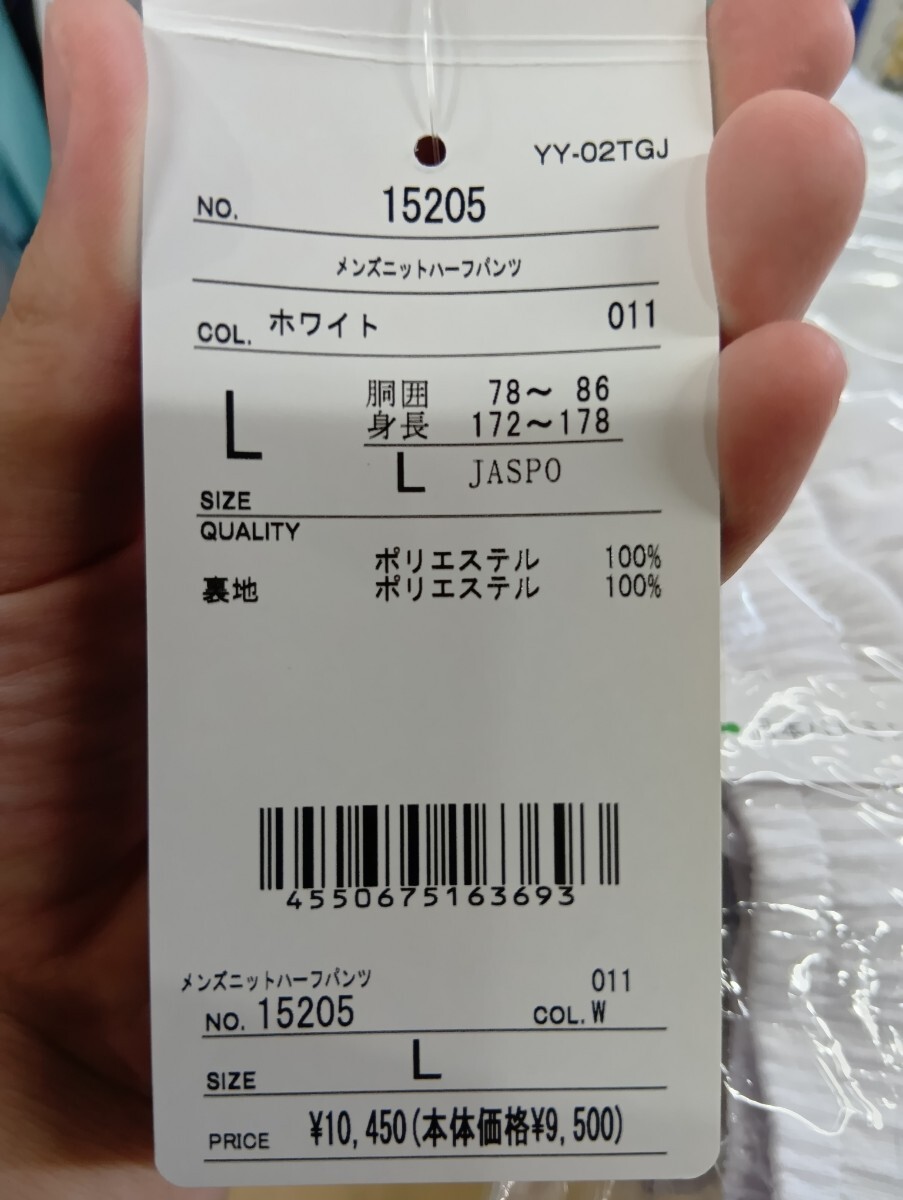 YY-02TGJ
NO. 15205
メンズニットハーフパンツ
COL. ホワイト 011
L 胴囲 78～ 86
身長 172～178
L JASPO
SIZE
QUALITY
ポリエステル 100%
裏地 ポリエステル 100%
4550675163693
メンズニットハーフパンツ 011
NO. 15205 COL. W
SIZE L
PRICE ¥10,450(本体価格¥9,500)